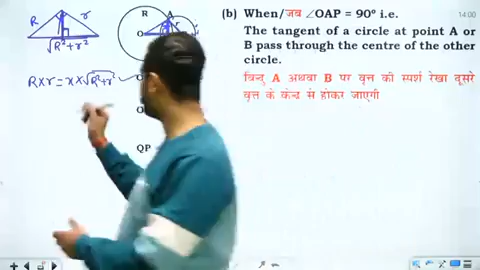 R r
√R²+r²
R×r=x×√R²+r²
R A
r
O
O
O
QP
(b) When/जब ∠OAP = 90° i.e.
The tangent of a circle at point A or
B pass through the centre of the other
circle.
बिन्दु A अथवा B पर वृत्त की स्पर्श रेखा दूसरे
वृत्त के केन्द्र से होकर जाएगी
14:00